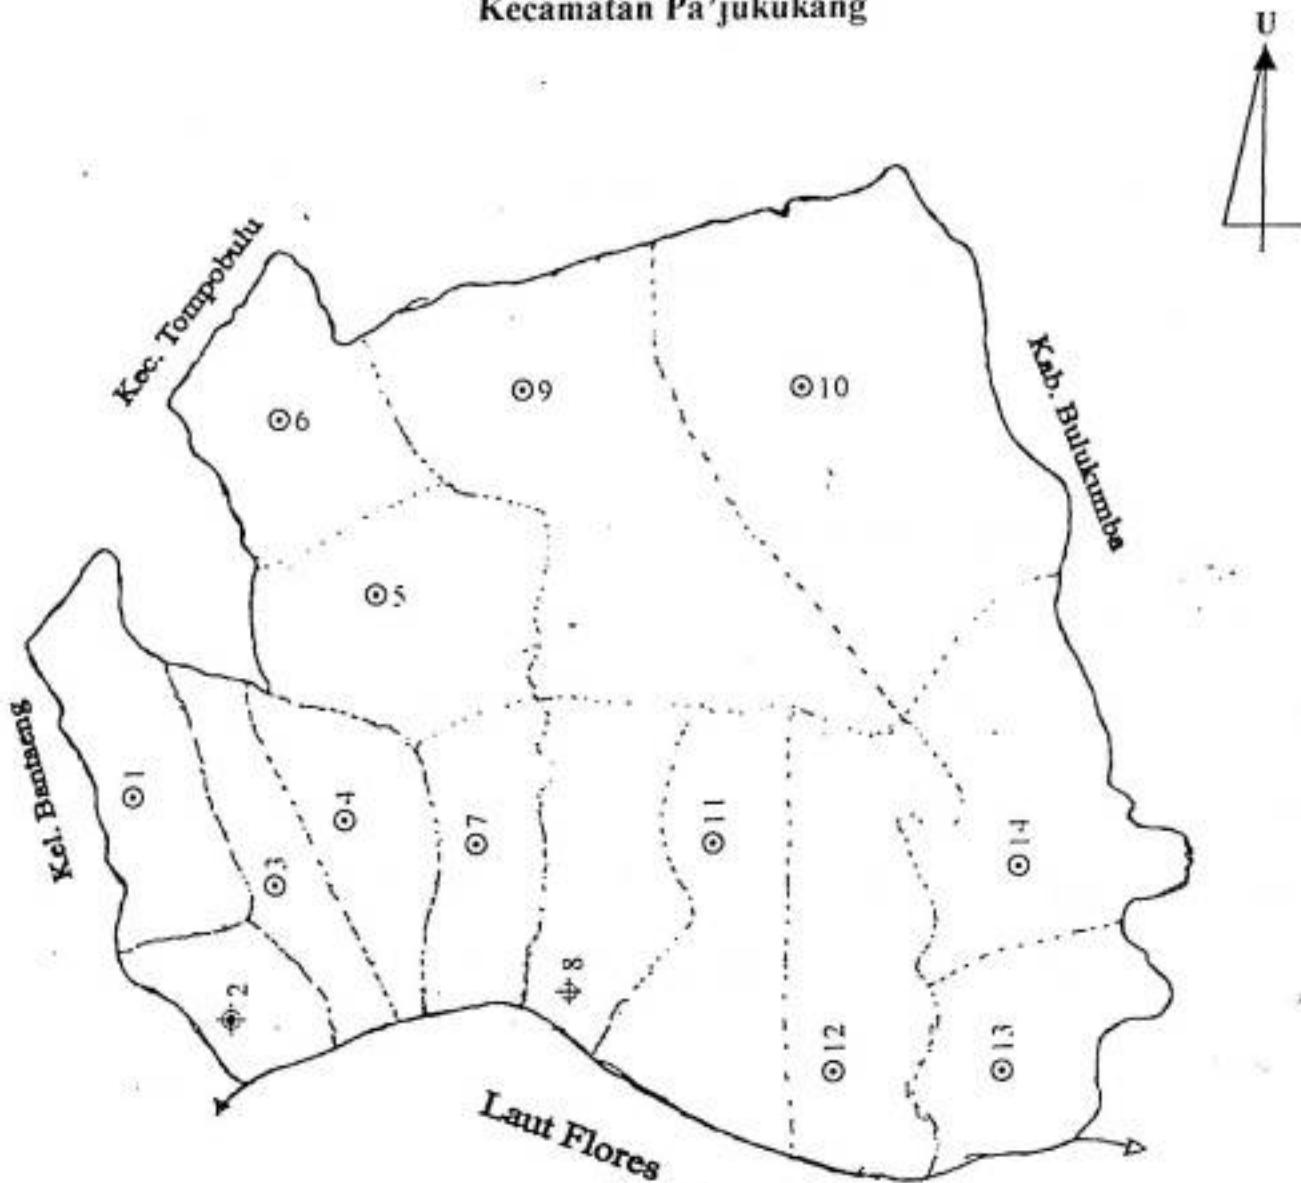 Kecamatan Pa'jukukang
U
Kec. Tompobulu
Kab. Bulukumba
Kel. Bantaeng
Laut Flores
6
9
10
5
1
4
3
7
11
14
2
8
12
13